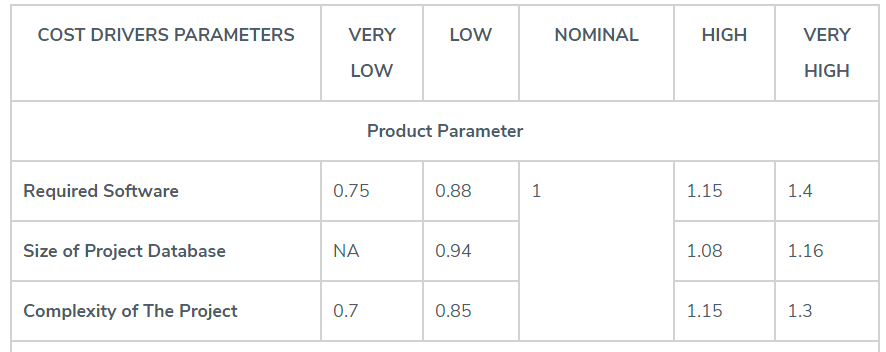 COST DRIVERS PARAMETERS VERY LOW LOW NOMINAL HIGH VERY HIGH
Product Parameter
Required Software 0.75 0.88 1 1.15 1.4
Size of Project Database NA 0.94 1.08 1.16
Complexity of The Project 0.7 0.85 1.15 1.3